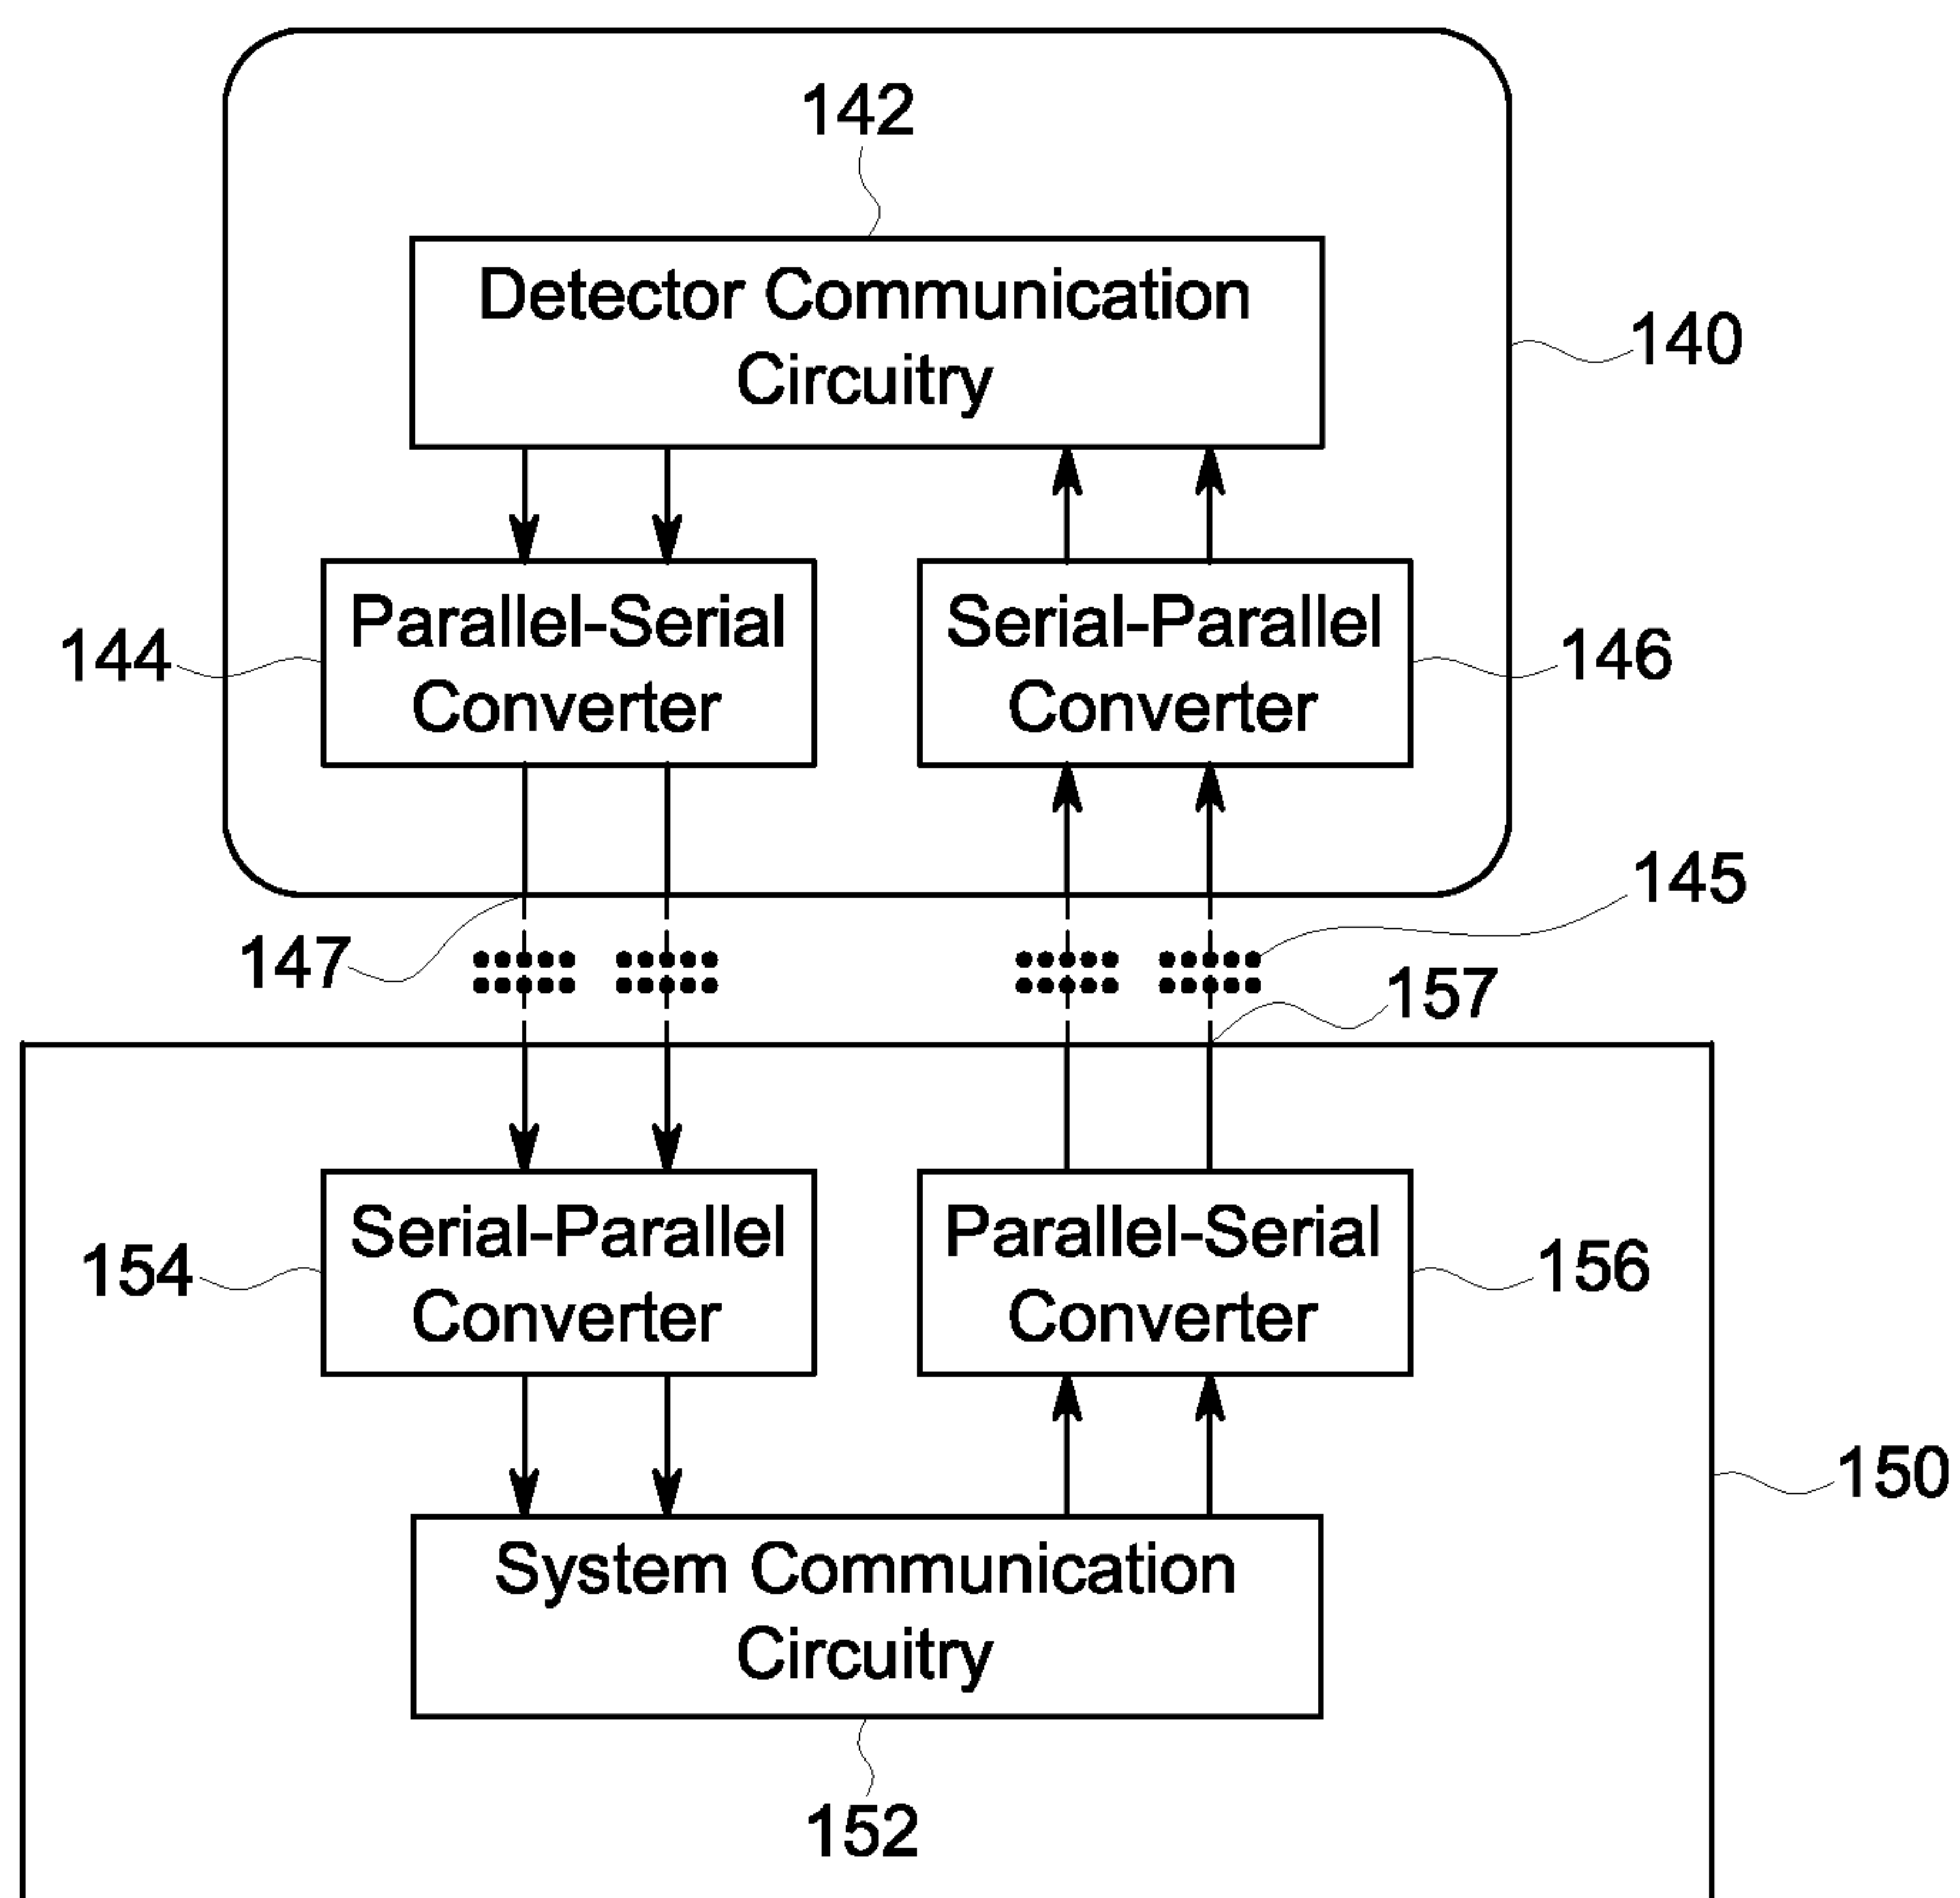 142
Detector Communication
Circuitry
140
Parallel-Serial
Converter
Serial-Parallel
Converter
144
146
145
147
157
Serial-Parallel
Converter
Parallel-Serial
Converter
154
156
150
System Communication
Circuitry
152